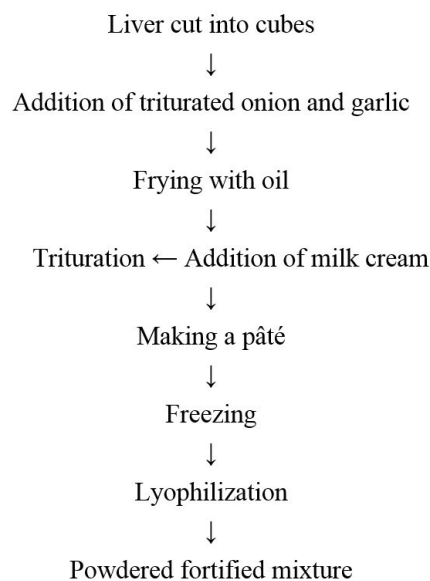 Liver cut into cubes
↓
Addition of triturated onion and garlic
↓
Frying with oil
↓
Trituration ← Addition of milk cream
↓
Making a pâté
↓
Freezing
↓
Lyophilization
↓
Powdered fortified mixture